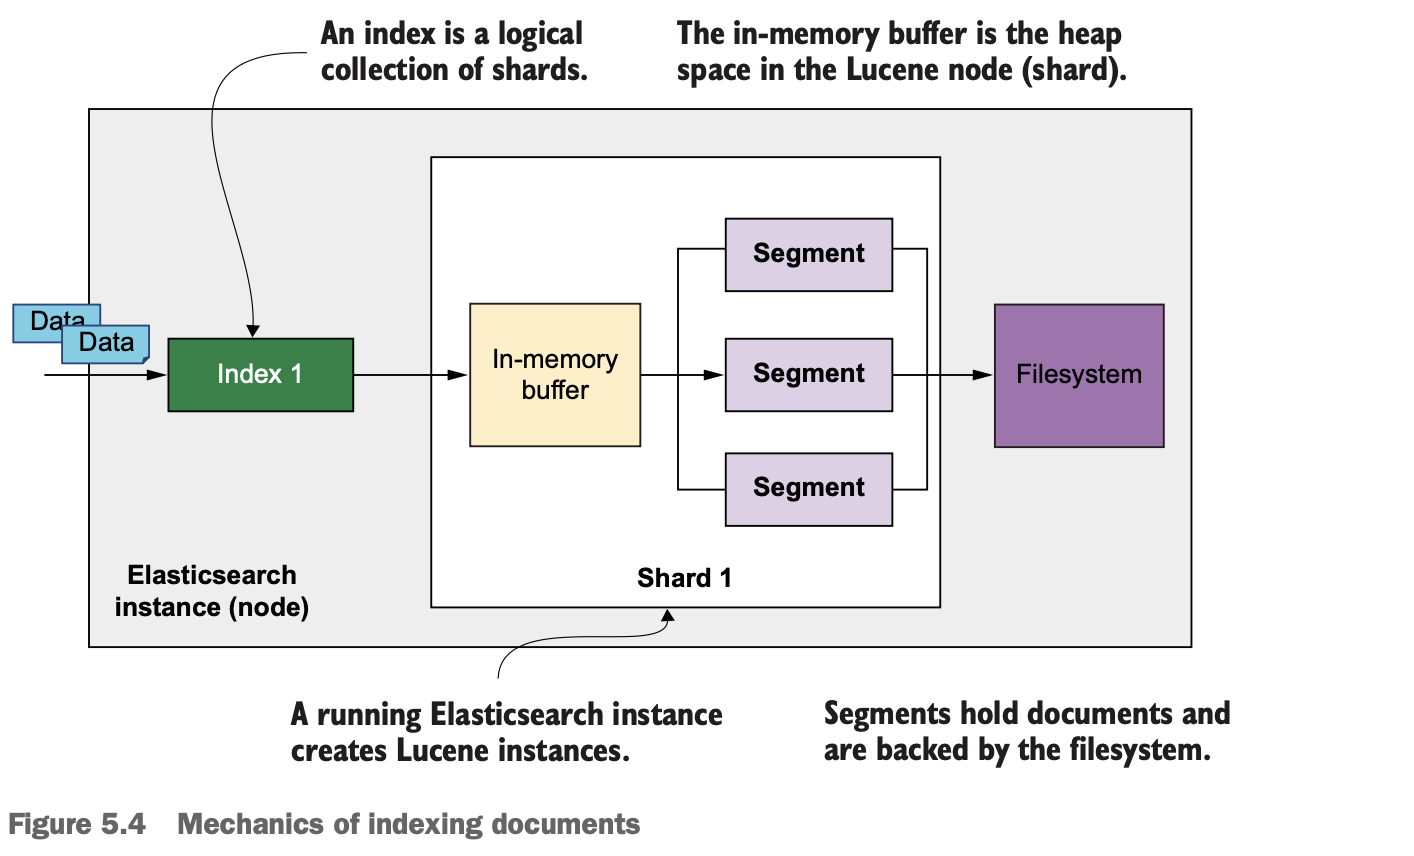 An index is a logical
collection of shards.
The in-memory buffer is the heap
space in the Lucene node (shard).
Data
Data
Index 1
In-memory
buffer
Segment
Segment
Segment
Filesystem
Elasticsearch
instance (node)
Shard 1
A running Elasticsearch instance
creates Lucene instances.
Segments hold documents and
are backed by the filesystem.
Figure 5.4 Mechanics of indexing documents